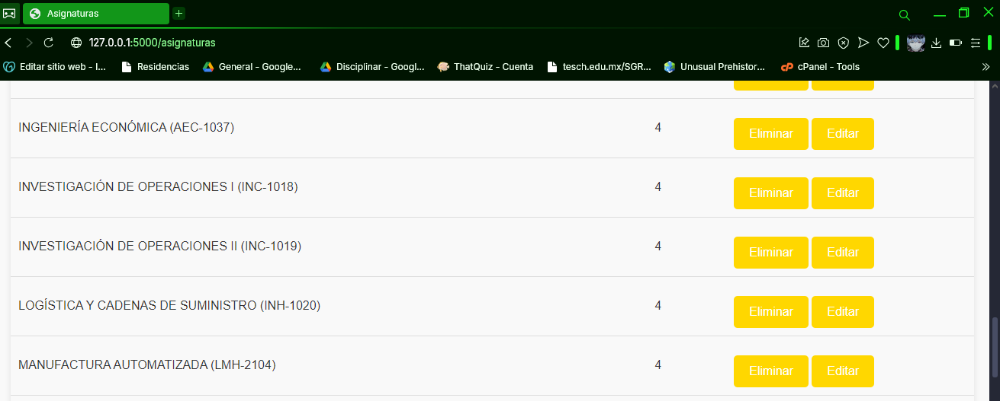 Asignaturas
127.0.0.1:5000/asignaturas
Editar sitio web - I... Residencias General - Google... Disciplinar - Googl... ThatQuiz - Cuenta tesch.edu.mx/SGR... Unusual Prehistor... cPanel - Tools
INGENIERÍA ECONÓMICA (AEC-1037) 4 Eliminar Editar
INVESTIGACIÓN DE OPERACIONES I (INC-1018) 4 Eliminar Editar
INVESTIGACIÓN DE OPERACIONES II (INC-1019) 4 Eliminar Editar
LOGÍSTICA Y CADENAS DE SUMINISTRO (INH-1020) 4 Eliminar Editar
MANUFACTURA AUTOMATIZADA (LMH-2104) 4 Eliminar Editar